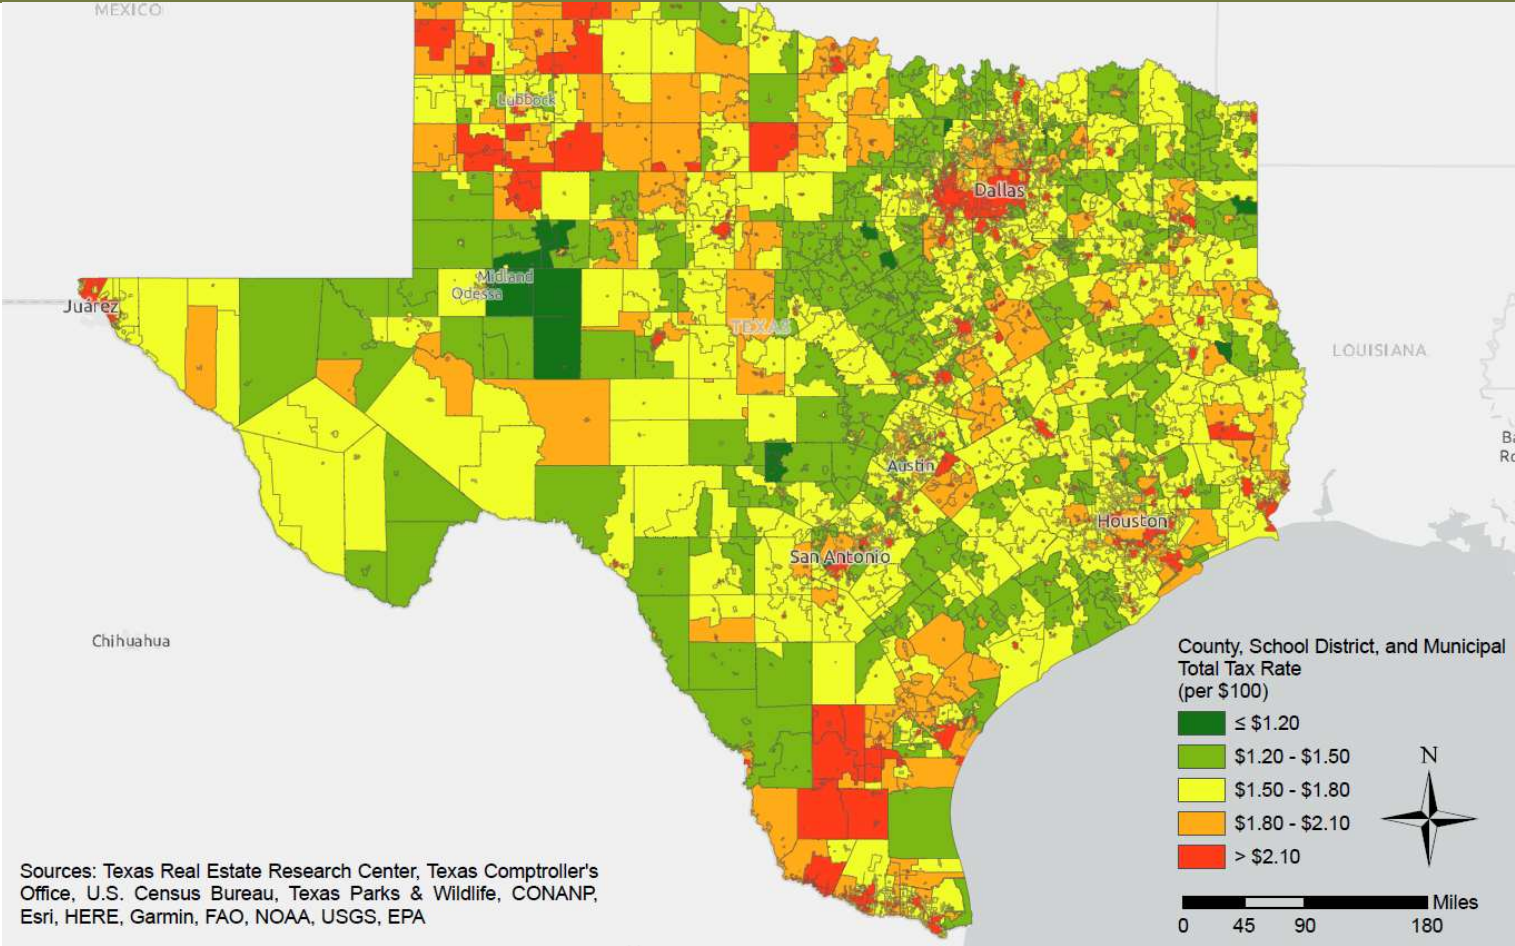 MEXICO
Lubbock
Dallas
Midland
Odessa
Juárez
TEXAS
LOUISIANA
Ba
Ro
Austin
Houston
San Antonio
Chihuahua
County, School District, and Municipal
Total Tax Rate
(per $100)
≤ $1.20
$1.20 - $1.50
$1.50 - $1.80
$1.80 - $2.10
> $2.10
N
Miles
0 45 90 180
Sources: Texas Real Estate Research Center, Texas Comptroller's
Office, U.S. Census Bureau, Texas Parks & Wildlife, CONANP,
Esri, HERE, Garmin, FAO, NOAA, USGS, EPA